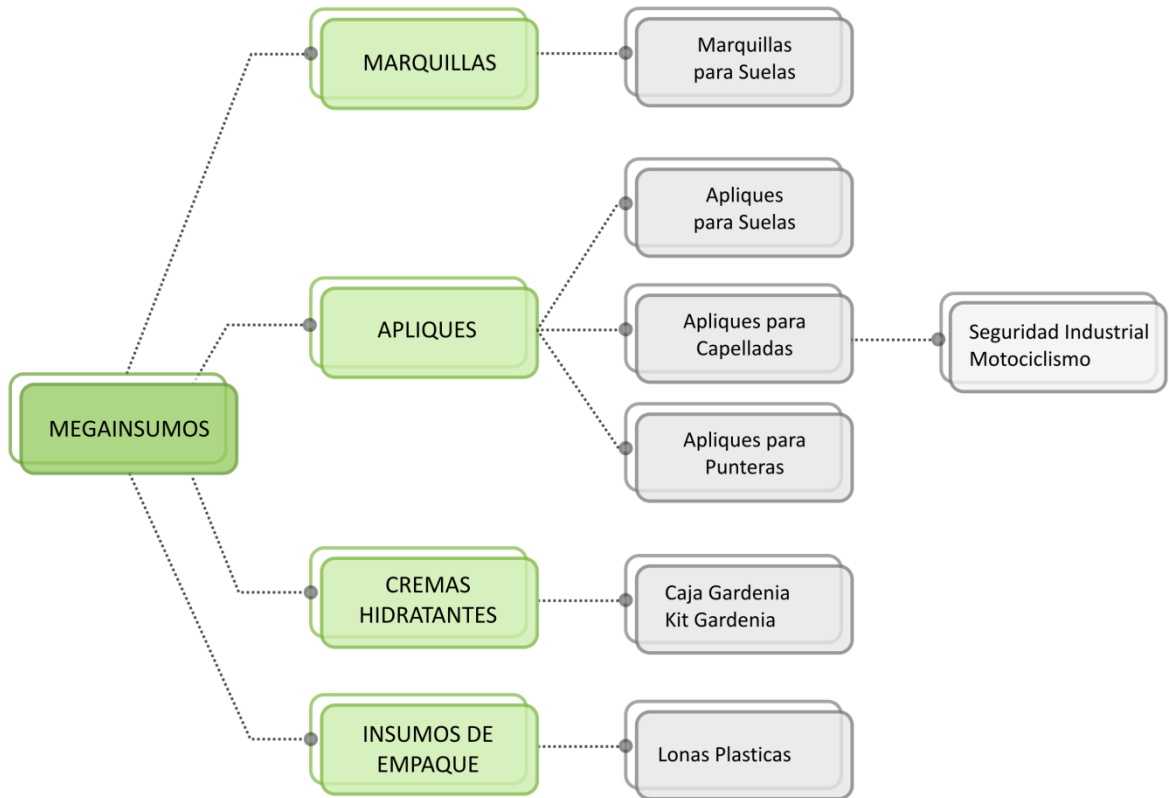 MARQUILLAS
Marquillas
para Suelas
Apliques
para Suelas
APLIQUES
Apliques para
Capelladas
Seguridad Industrial
Motociclismo
MEGAINSUMOS
Apliques para
Punteras
CREMAS
HIDRATANTES
Caja Gardenia
Kit Gardenia
INSUMOS DE
EMPAQUE
Lonas Plasticas